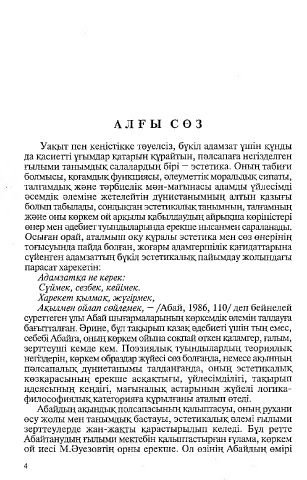 АЛҒЫ СӨЗ
Уақыт пен кеңістікке тәуелсіз, бүкіл адамзат үшін құнды
да қасиетті ұғымдар қатарын құрайтын, пәлсапаға негізделген
ғылыми танымдық салалардың бірі – эстетика. Оның табиғи
болмысы, қоғамдық функциясы, әлеуметтік моральдық сипаты,
талғамдық және тәрбиелік мән-мағынасы адамды үйлесімді
әсемдік әлеміне жетелейтін дүниетанымның алтын қазығы
болып табылады, сондықтан эстетикалық танымның, талғамның
және оны көркем ой арқылы қабылдаудың айрықша көріністері
өнер мен әдебиет туындыларында ерекше нысанмен сараланады.
Осыған орай, аталмыш оқу құралы эстетика мен сөз өнерінің
тоғысуында пайда болған, жоғары адамгершілік қағидаттарына
сүйенген адамзаттың бүкіл эстетикалық пайымдау жолындағы
парасат харекетін:
Адамзатқа не керек:
Сүймек, сезбек, кейімек.
Харекет қылмақ, жүгірмек,
Ақылмен ойлап сөйлемек, – /Абай, 1986, 110/ деп бейнелей
суреттеген ұлы Абай шығармаларының көркемдік әлемін талдауға
бағытталған. Әрине, бұл тақырып қазақ әдебиеті үшін тың емес,
себебі Абайға, оның көркем ойына соқпай өткен қаламгер, ғалым,
зерттеуші кемде кем. Поэзиялық туындылардың теориялық
негіздерін, көркем образдар жүйесі сөз болғанда, немесе ақынның
пәлсапалық дүниетанымы талданғанда, оның эстетикалық
көзқарасының ерекше асқақтығы, үйлесімділігі, тақырып
идеясының кеңдігі, мағыналық астарының жүйелі логика-
философиялық категорияға құрылғаны аталып өтеді.
Абайдың ақындық пәлсапасының қалыптасуы, оның рухани
өсу жолы мен танымдық бастауы, эстетикалық әлемі ғылыми
зерттеулерде жан-жақты қарастырылып келеді. Бұл ретте
Абайтанудың ғылыми мектебін қалыптастырған ғұлама, көркем
ой иесі М.Әуезовтің орны ерекше. Ол өзінің Абайдың өмірі
4